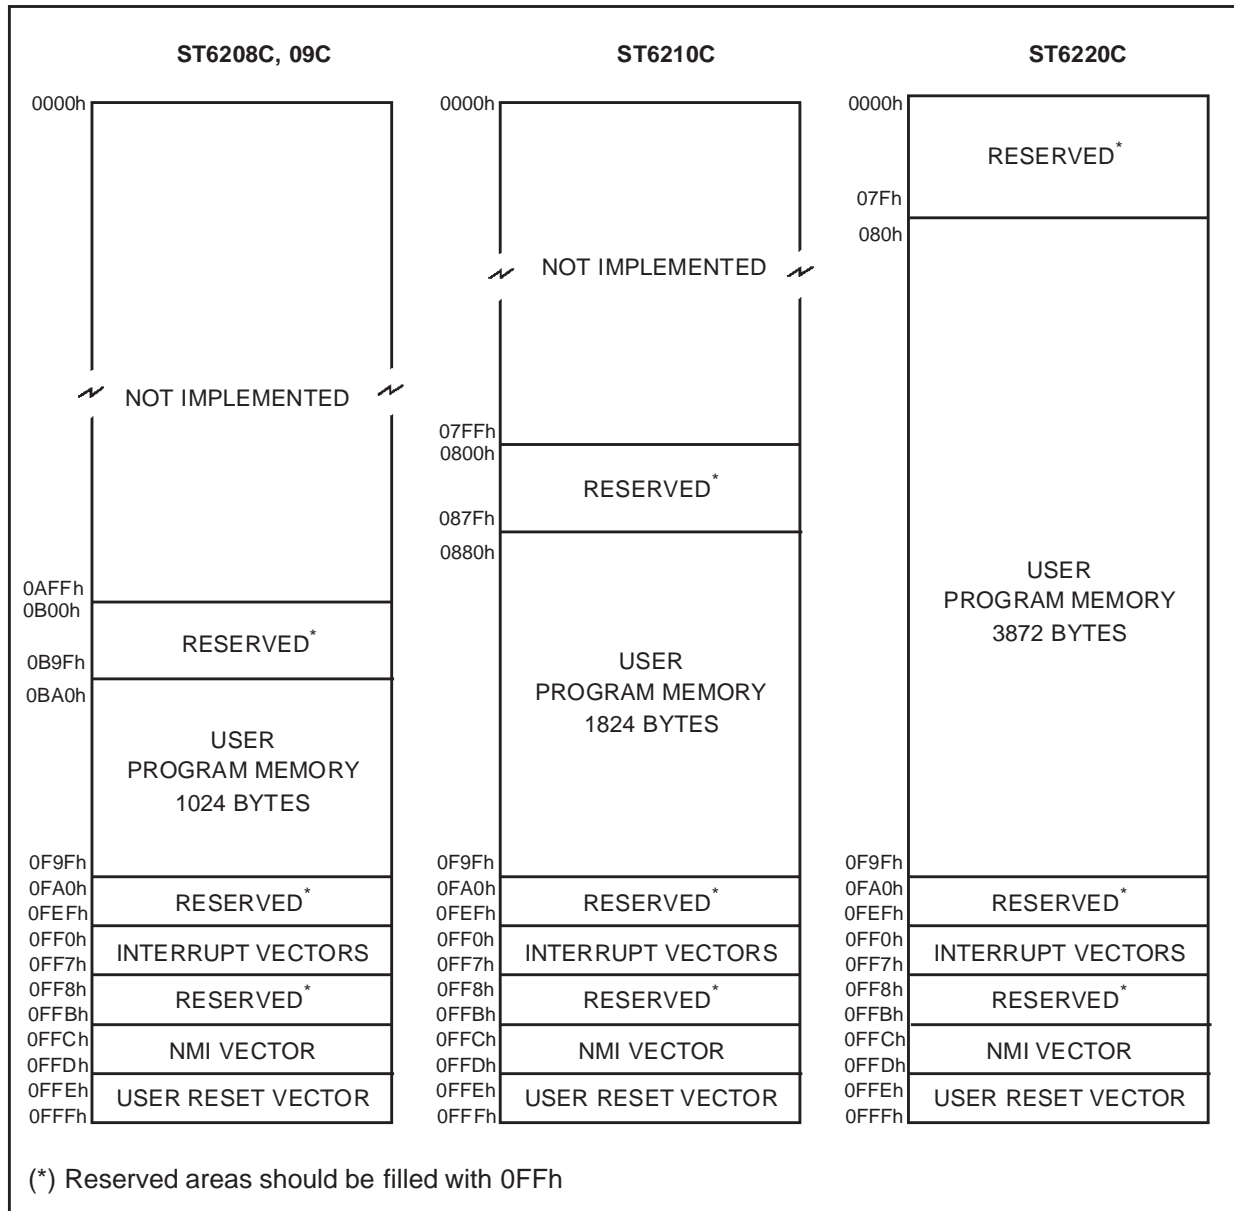 ST6208C, 09C
0000h
NOT IMPLEMENTED
0AFFh
0B00h
RESERVED*
0B9Fh
0BA0h
USER
PROGRAM MEMORY
1024 BYTES
0F9Fh
0FA0h
RESERVED*
0FEFh
0FF0h
INTERRUPT VECTORS
0FF7h
0FF8h
RESERVED*
0FFBh
0FFCh
NMI VECTOR
0FFDh
0FFEh
USER RESET VECTOR
0FFFh
ST6210C
0000h
NOT IMPLEMENTED
07FFh
0800h
RESERVED*
087Fh
0880h
USER
PROGRAM MEMORY
1824 BYTES
0F9Fh
0FA0h
RESERVED*
0FEFh
0FF0h
INTERRUPT VECTORS
0FF7h
0FF8h
RESERVED*
0FFBh
0FFCh
NMI VECTOR
0FFDh
0FFEh
USER RESET VECTOR
0FFFh
ST6220C
0000h
RESERVED*
07Fh
080h
USER
PROGRAM MEMORY
3872 BYTES
0F9Fh
0FA0h
RESERVED*
0FEFh
0FF0h
INTERRUPT VECTORS
0FF7h
0FF8h
RESERVED*
0FFBh
0FFCh
NMI VECTOR
0FFDh
0FFEh
USER RESET VECTOR
0FFFh
(*) Reserved areas should be filled with 0FFh